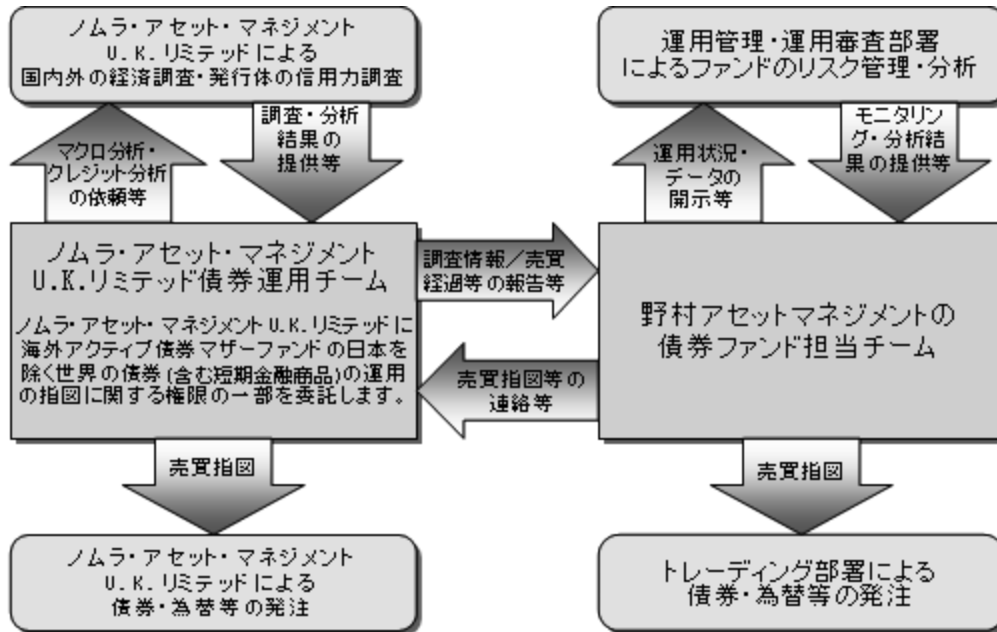 ノムラ・アセット・マネジメント
U.K.リミテッドによる
国内外の経済調査・発行体の信用力調査
運用管理・運用審査部署
によるファンドのリスク管理・分析
マクロ分析・
クレジット分析
の依頼等
調査・分析
結果の
提供等
運用状況・
データの
開示等
モニタリン
グ・分析結
果の提供等
ノムラ・アセット・マネジメント
U.K.リミテッド債券運用チーム
ノムラ・アセット・マネジメントU.K.リミテッドに
海外アクティブ債券マザーファンドの日本を
除く世界の債券(含む短期金融商品)の運用
の指図に関する権限の一部を委託します。
調査情報/売買
経過等の報告等
売買指図等の
連絡等
野村アセットマネジメントの
債券ファンド担当チーム
売買指図
売買指図
ノムラ・アセット・マネジメント
U.K.リミテッドによる
債券・為替等の発注
トレーディング部署による
債券・為替等の発注